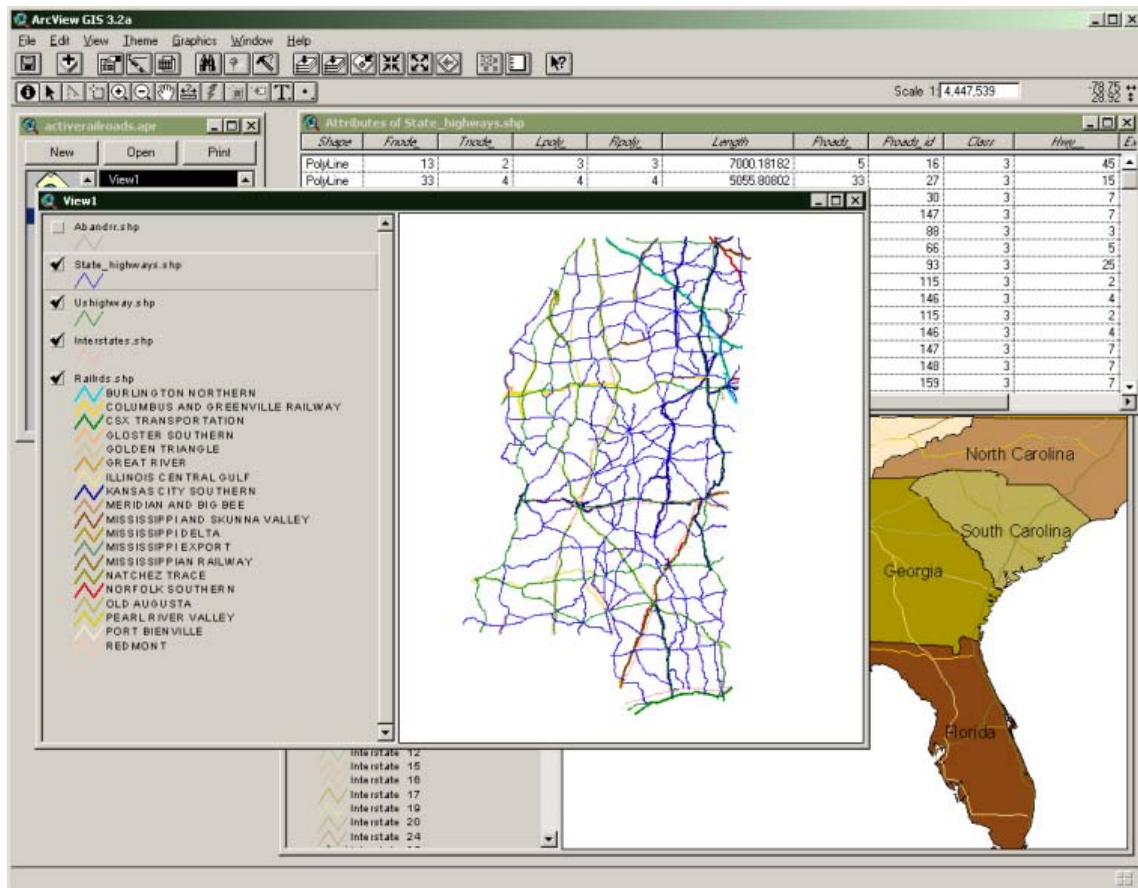 ArcView GIS 3.2a
File Edit View Theme Graphics Window Help
Scale 1: 4,447,539
-78.75
28.92
activerailroads.apr
New Open Print
View1
Attributes of State_highways.shp
Shape Fnode_ Tnode_ Lpoly_ Rpoly_ Length Proads_ Proads_id Class Hwy_
PolyLine 13 2 3 3 7000.18182 5 16 3 45
PolyLine 33 4 4 4 5055.80802 33 27 3 15
30 3 7
147 3 7
88 3 3
66 3 5
93 3 25
115 3 2
146 3 4
115 3 2
146 3 4
147 3 7
148 3 7
159 3 7
View1
Abandrr.shp
State_highways.shp
Ushighway.shp
Interstates.shp
Railrds.shp
BURLINGTON NORTHERN
COLUMBUS AND GREENVILLE RAILWAY
CSX TRANSPORTATION
GLOSTER SOUTHERN
GOLDEN TRIANGLE
GREAT RIVER
ILLINOIS CENTRAL GULF
KANSAS CITY SOUTHERN
MERIDIAN AND BIG BEE
MISSISSIPPI AND SKUNNA VALLEY
MISSISSIPPI DELTA
MISSISSIPPI EXPORT
MISSISSIPPIAN RAILWAY
NATCHEZ TRACE
NORFOLK SOUTHERN
OLD AUGUSTA
PEARL RIVER VALLEY
PORT BIENVILLE
REDMONT
North Carolina
South Carolina
Georgia
Florida
Interstate 12
Interstate 15
Interstate 16
Interstate 17
Interstate 19
Interstate 20
Interstate 24